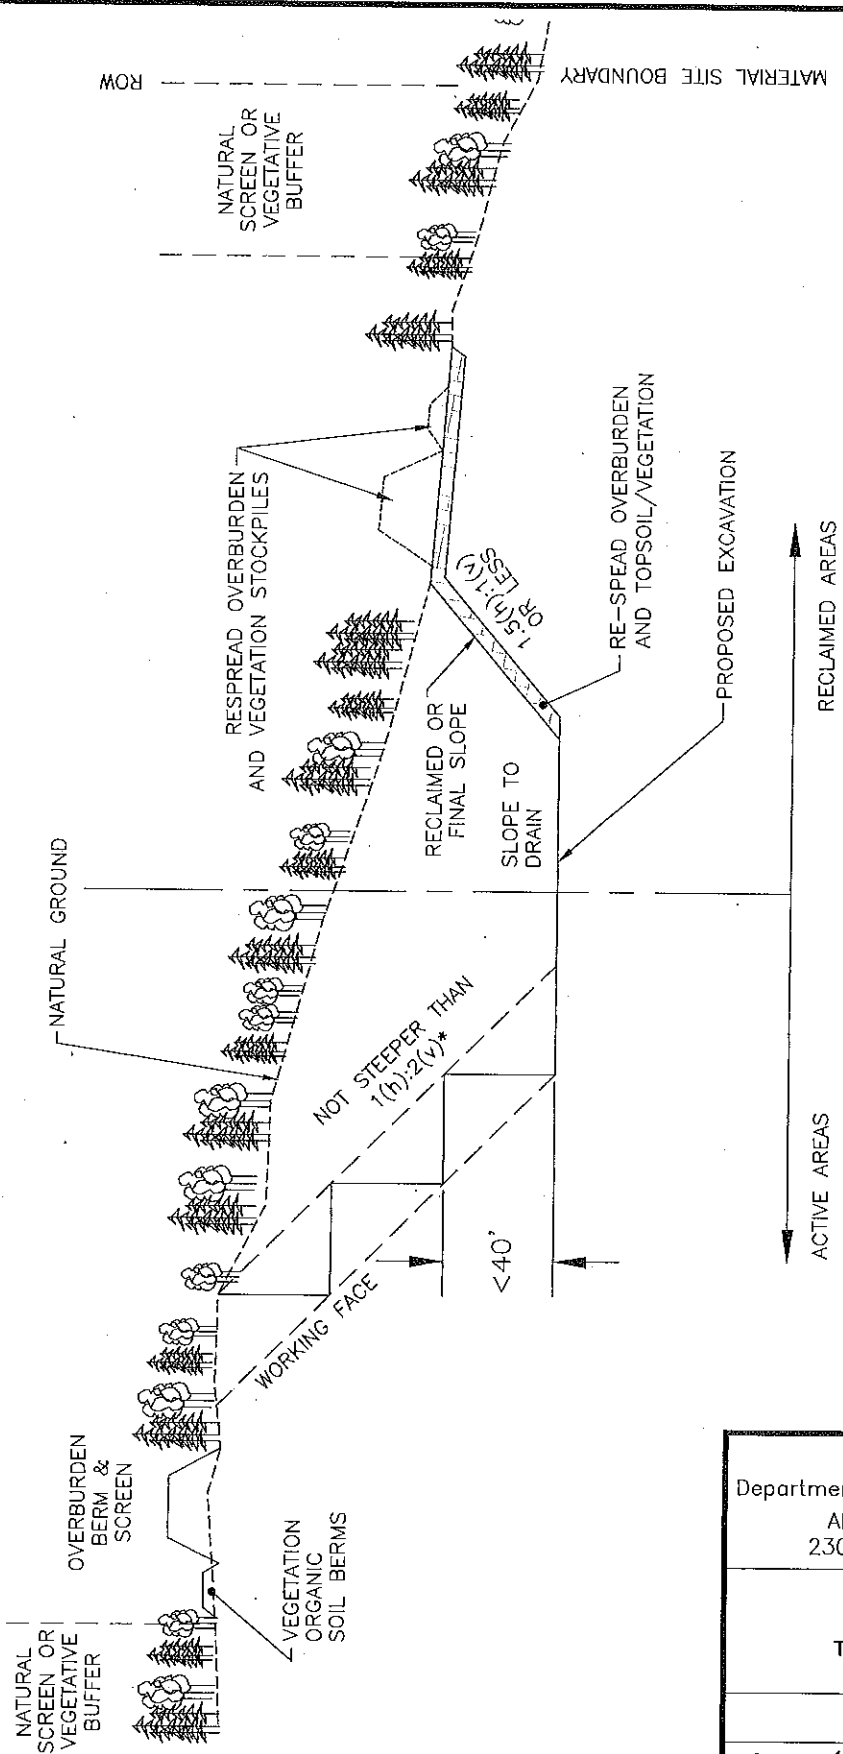 NATURAL
SCREEN OR
VEGETATIVE
BUFFER
OVERBURDEN
BERM &
SCREEN
VEGETATION
ORGANIC
SOIL BERMS
WORKING FACE
NOT STEEPER THAN
1(h):2(v)*
<40'
NATURAL GROUND
RESPREAD OVERBURDEN
AND VEGETATION STOCKPILES
RECLAIMED OR
FINAL SLOPE
SLOPE TO
DRAIN
1.5(h):1(v)
OR LESS
RE-SPEAD OVERBURDEN
AND TOPSOIL/VEGETATION
PROPOSED EXCAVATION
NATURAL
SCREEN OR
VEGETATIVE
BUFFER
ROW
MATERIAL SITE BOUNDARY
ACTIVE AREAS
RECLAIMED AREAS
230